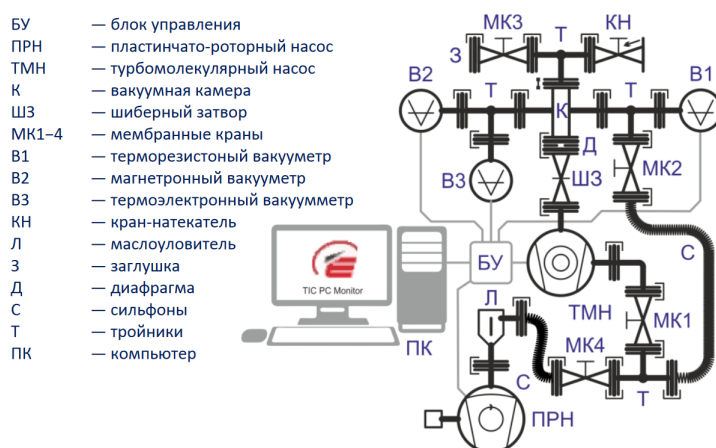 БУ — блок управления
ПРН — пластинчато-роторный насос
ТМН — турбомолекулярный насос
К — вакуумная камера
ШЗ — шиберный затвор
МК1–4 — мембранные краны
В1 — терморезистоный вакууметр
В2 — магнетронный вакууметр
В3 — термоэлектронный вакуумметр
КН — кран-натекатель
Л — маслоуловитель
З — заглушка
Д — диафрагма
С — сильфоны
Т — тройники
ПК — компьютер
МК3
Т
КН
З
В2
Т
К
Т
В1
Д
В3
ШЗ
МК2
TIC PC Monitor
БУ
С
Л
ТМН
МК1
ПК
МК4
С
Т
ПРН